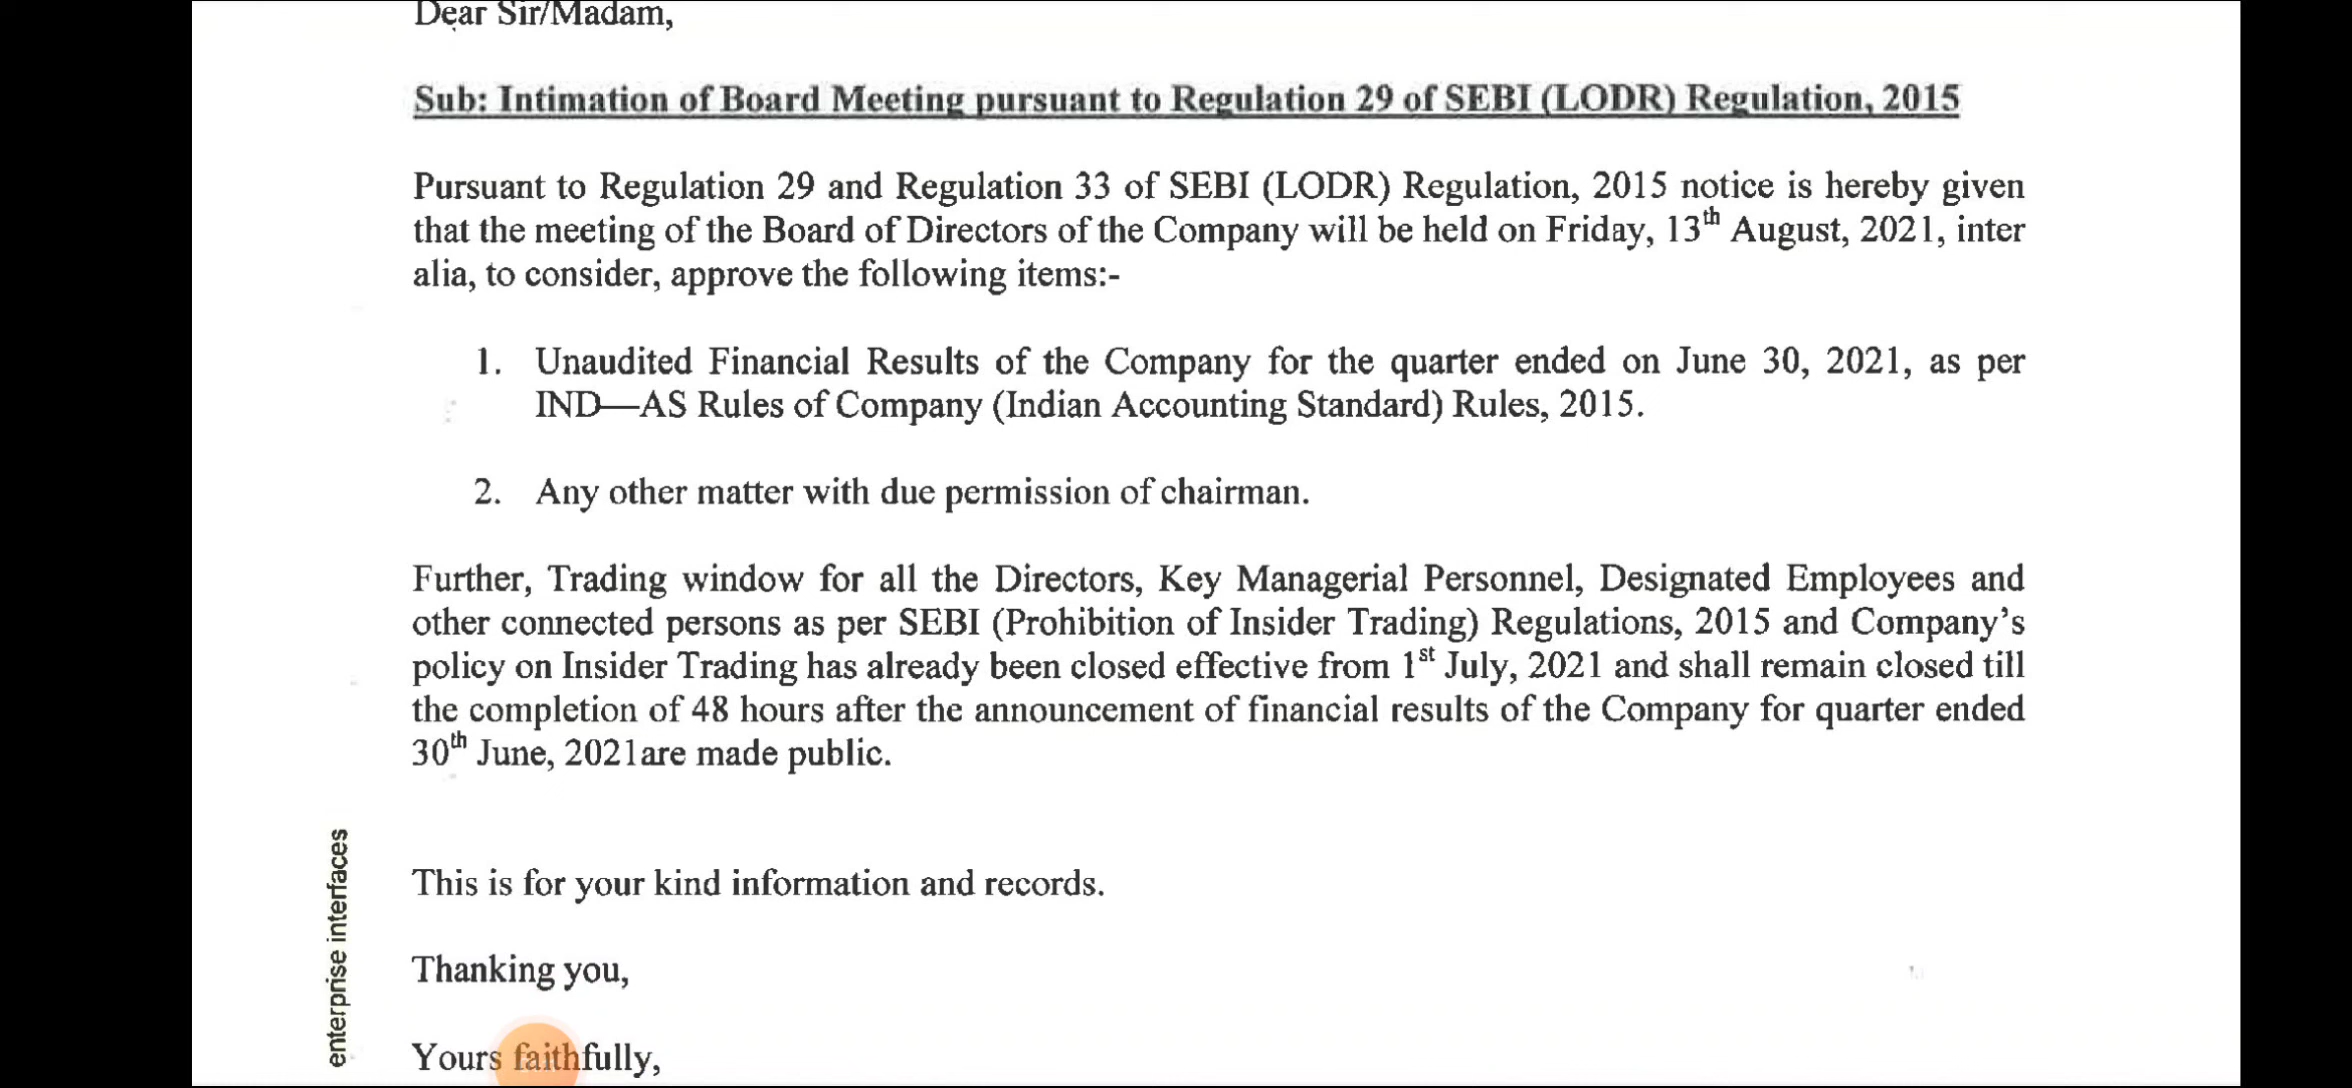 Dear Sir/Madam,
Sub: Intimation of Board Meeting pursuant to Regulation 29 of SEBI (LODR) Regulation, 2015
Pursuant to Regulation 29 and Regulation 33 of SEBI (LODR) Regulation, 2015 notice is hereby given
that the meeting of the Board of Directors of the Company will be held on Friday, 13th August, 2021, inter
alia, to consider, approve the following items:-
1. Unaudited Financial Results of the Company for the quarter ended on June 30, 2021, as per
IND—AS Rules of Company (Indian Accounting Standard) Rules, 2015.
2. Any other matter with due permission of chairman.
Further, Trading window for all the Directors, Key Managerial Personnel, Designated Employees and
other connected persons as per SEBI (Prohibition of Insider Trading) Regulations, 2015 and Company's
policy on Insider Trading has already been closed effective from 1st July, 2021 and shall remain closed till
the completion of 48 hours after the announcement of financial results of the Company for quarter ended
30th June, 2021are made public.
This is for your kind information and records.
Thanking you,
Yours faithfully,
enterprise interfaces